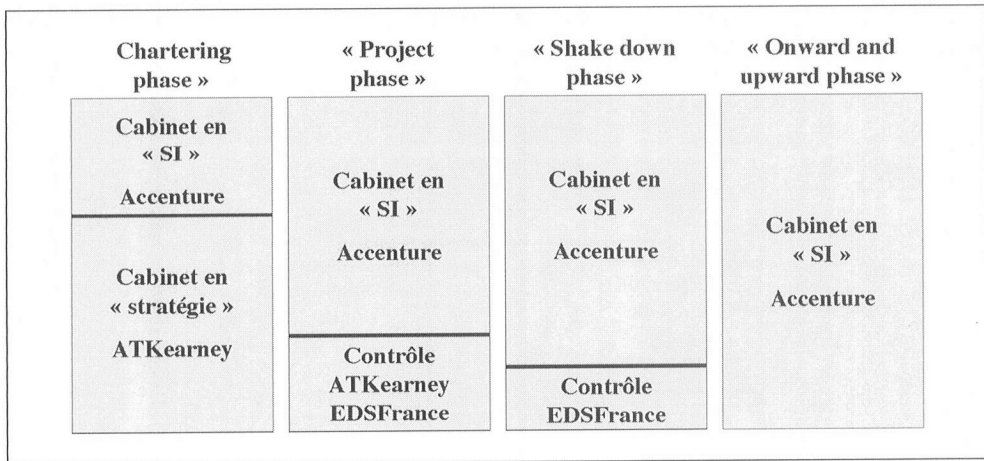 Chartering
phase »
Cabinet en
« SI »
Accenture
Cabinet en
« stratégie »
ATKearney
« Project
phase »
Cabinet en
« SI »
Accenture
Contrôle
ATKearney
EDSFrance
« Shake down
phase »
Cabinet en
« SI »
Accenture
Contrôle
EDSFrance
« Onward and
upward phase »
Cabinet en
« SI »
Accenture